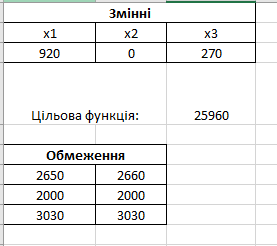 Змінні
x1 x2 x3
920 0 270
Цільова функція: 25960
Обмеження
2650 2660
2000 2000
3030 3030